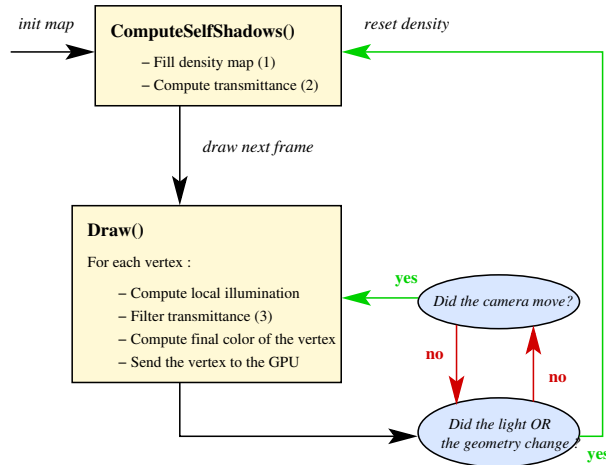 init map
ComputeSelfShadows()
– Fill density map (1)
– Compute transmittance (2)
reset density
draw next frame
Draw()
For each vertex :
– Compute local illumination
– Filter transmittance (3)
– Compute final color of the vertex
– Send the vertex to the GPU
yes
Did the camera move?
no
no
Did the light OR
the geometry change ?
yes